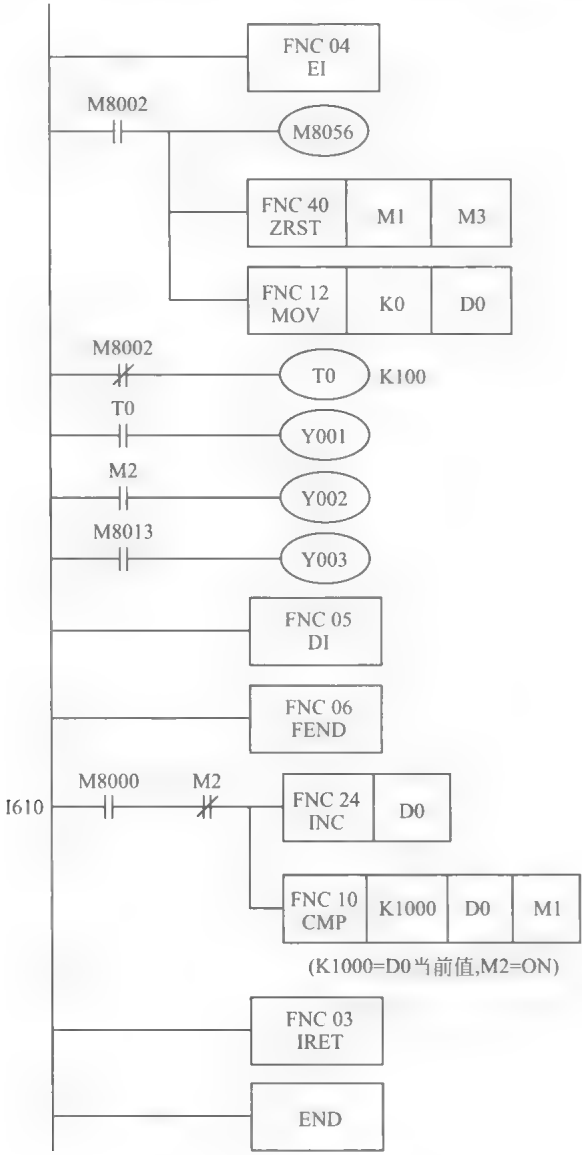 FNC 04
EI
M8002
M8056
FNC 40
ZRST
M1
M3
FNC 12
MOV
K0
D0
M8002
T0
K100
T0
Y001
M2
Y002
M8013
Y003
FNC 05
DI
FNC 06
FEND
I610
M8000
M2
FNC 24
INC
D0
FNC 10
CMP
K1000
D0
M1
(K1000=D0当前值,M2=ON)
FNC 03
IRET
END